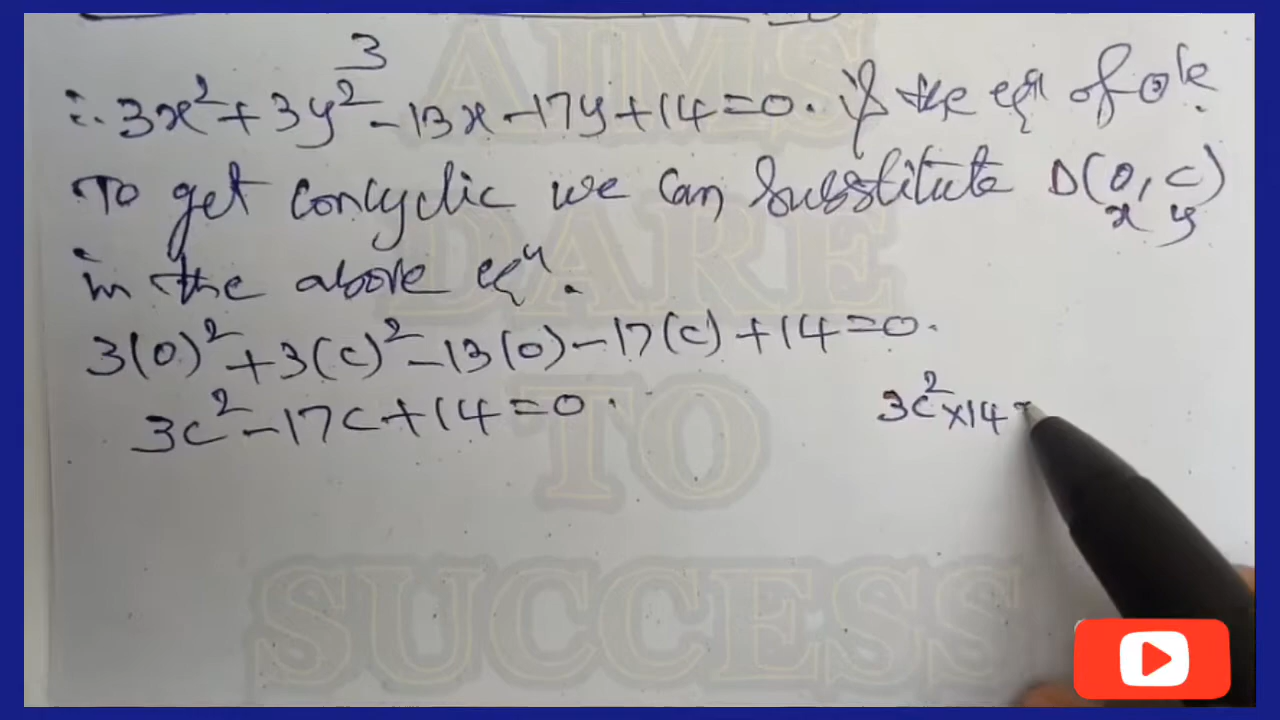 3
∴ 3x² + 3y² - 13x - 17y + 14 = 0. is the eqⁿ of ole.
To get concyclic we can substitute D(0, c)
x y
in the above eqⁿ.
3(0)² + 3(c)² - 13(0) - 17(c) + 14 = 0.
3c² - 17c + 14 = 0.
3c² × 14 =
AIMS
DARE
TO
SUCCESS